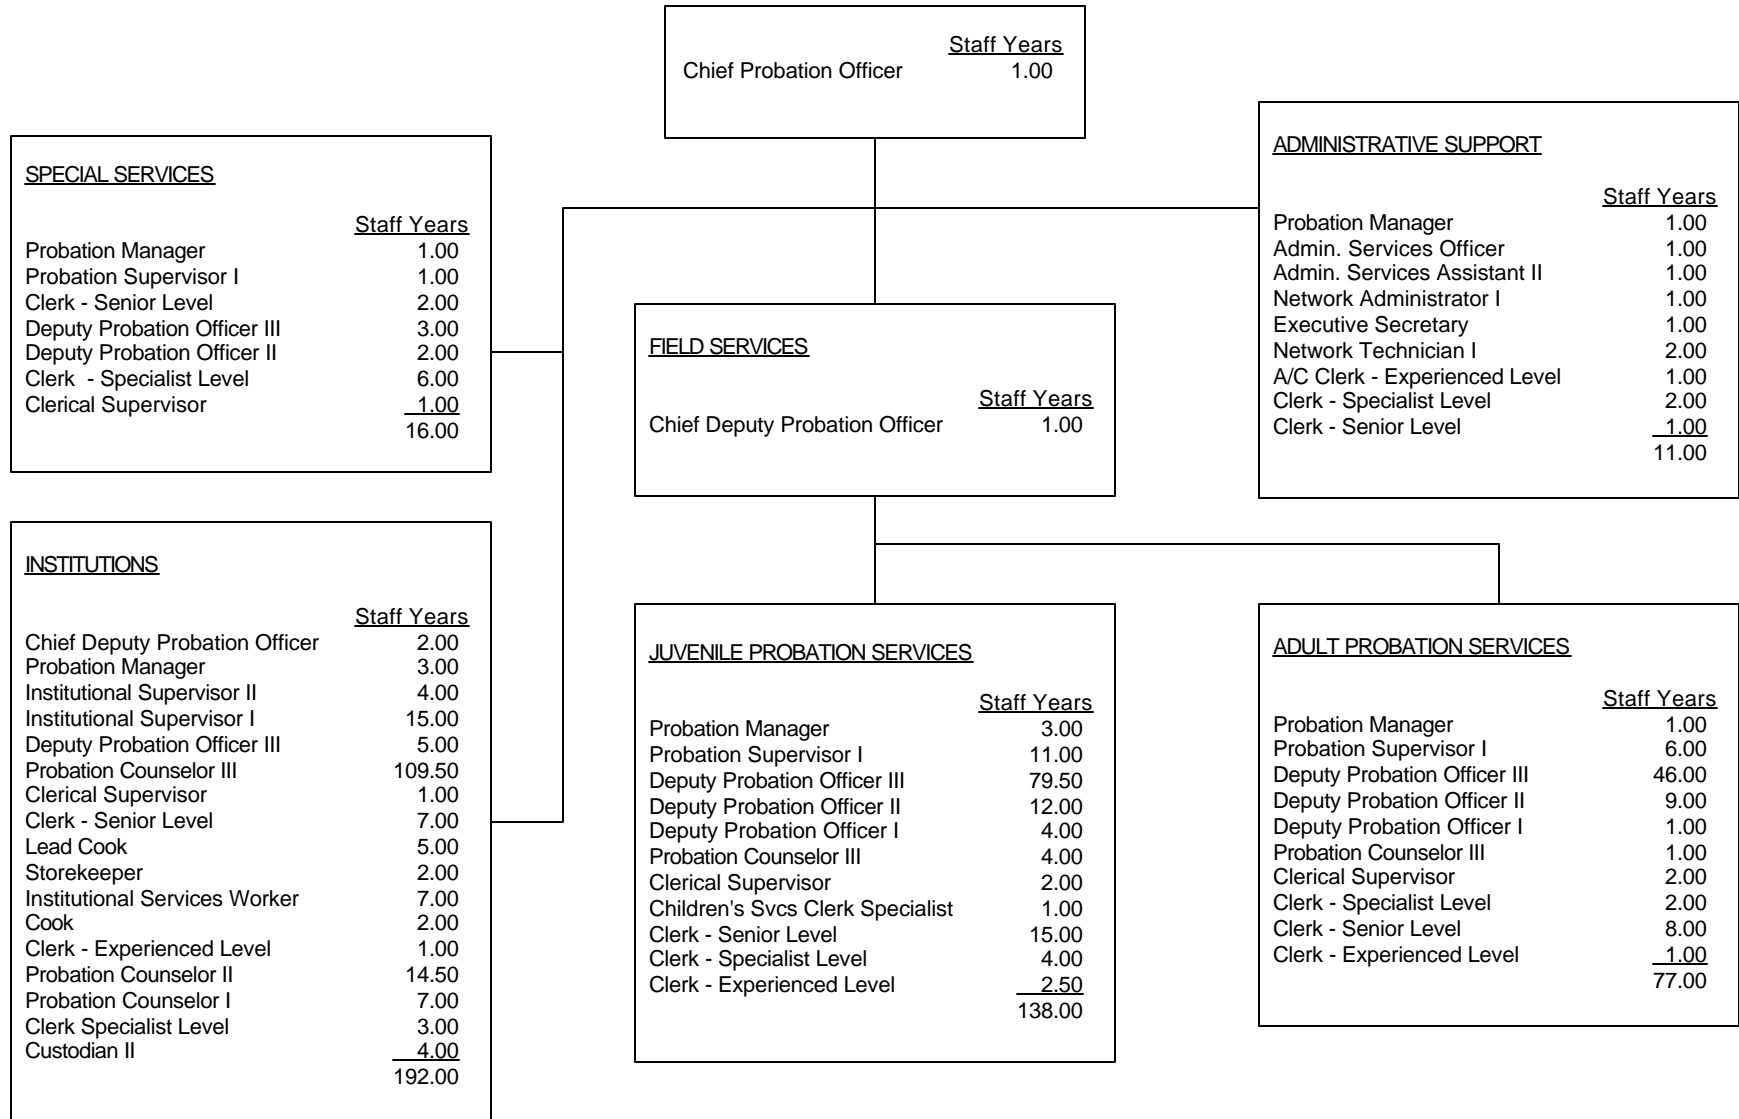 Staff Years
Chief Probation Officer 1.00
SPECIAL SERVICES
Staff Years
Probation Manager 1.00
Probation Supervisor I 1.00
Clerk - Senior Level 2.00
Deputy Probation Officer III 3.00
Deputy Probation Officer II 2.00
Clerk - Specialist Level 6.00
Clerical Supervisor 1.00
16.00
ADMINISTRATIVE SUPPORT
Staff Years
Probation Manager 1.00
Admin. Services Officer 1.00
Admin. Services Assistant II 1.00
Network Administrator I 1.00
Executive Secretary 1.00
Network Technician I 2.00
A/C Clerk - Experienced Level 1.00
Clerk - Specialist Level 2.00
Clerk - Senior Level 1.00
11.00
FIELD SERVICES
Staff Years
Chief Deputy Probation Officer 1.00
INSTITUTIONS
Staff Years
Chief Deputy Probation Officer 2.00
Probation Manager 3.00
Institutional Supervisor II 4.00
Institutional Supervisor I 15.00
Deputy Probation Officer III 5.00
Probation Counselor III 109.50
Clerical Supervisor 1.00
Clerk - Senior Level 7.00
Lead Cook 5.00
Storekeeper 2.00
Institutional Services Worker 7.00
Cook 2.00
Clerk - Experienced Level 1.00
Probation Counselor II 14.50
Probation Counselor I 7.00
Clerk Specialist Level 3.00
Custodian II 4.00
192.00
JUVENILE PROBATION SERVICES
Staff Years
Probation Manager 3.00
Probation Supervisor I 11.00
Deputy Probation Officer III 79.50
Deputy Probation Officer II 12.00
Deputy Probation Officer I 4.00
Probation Counselor III 4.00
Clerical Supervisor 2.00
Children's Svcs Clerk Specialist 1.00
Clerk - Senior Level 15.00
Clerk - Specialist Level 4.00
Clerk - Experienced Level 2.50
138.00
ADULT PROBATION SERVICES
Staff Years
Probation Manager 1.00
Probation Supervisor I 6.00
Deputy Probation Officer III 46.00
Deputy Probation Officer II 9.00
Deputy Probation Officer I 1.00
Probation Counselor III 1.00
Clerical Supervisor 2.00
Clerk - Specialist Level 2.00
Clerk - Senior Level 8.00
Clerk - Experienced Level 1.00
77.00